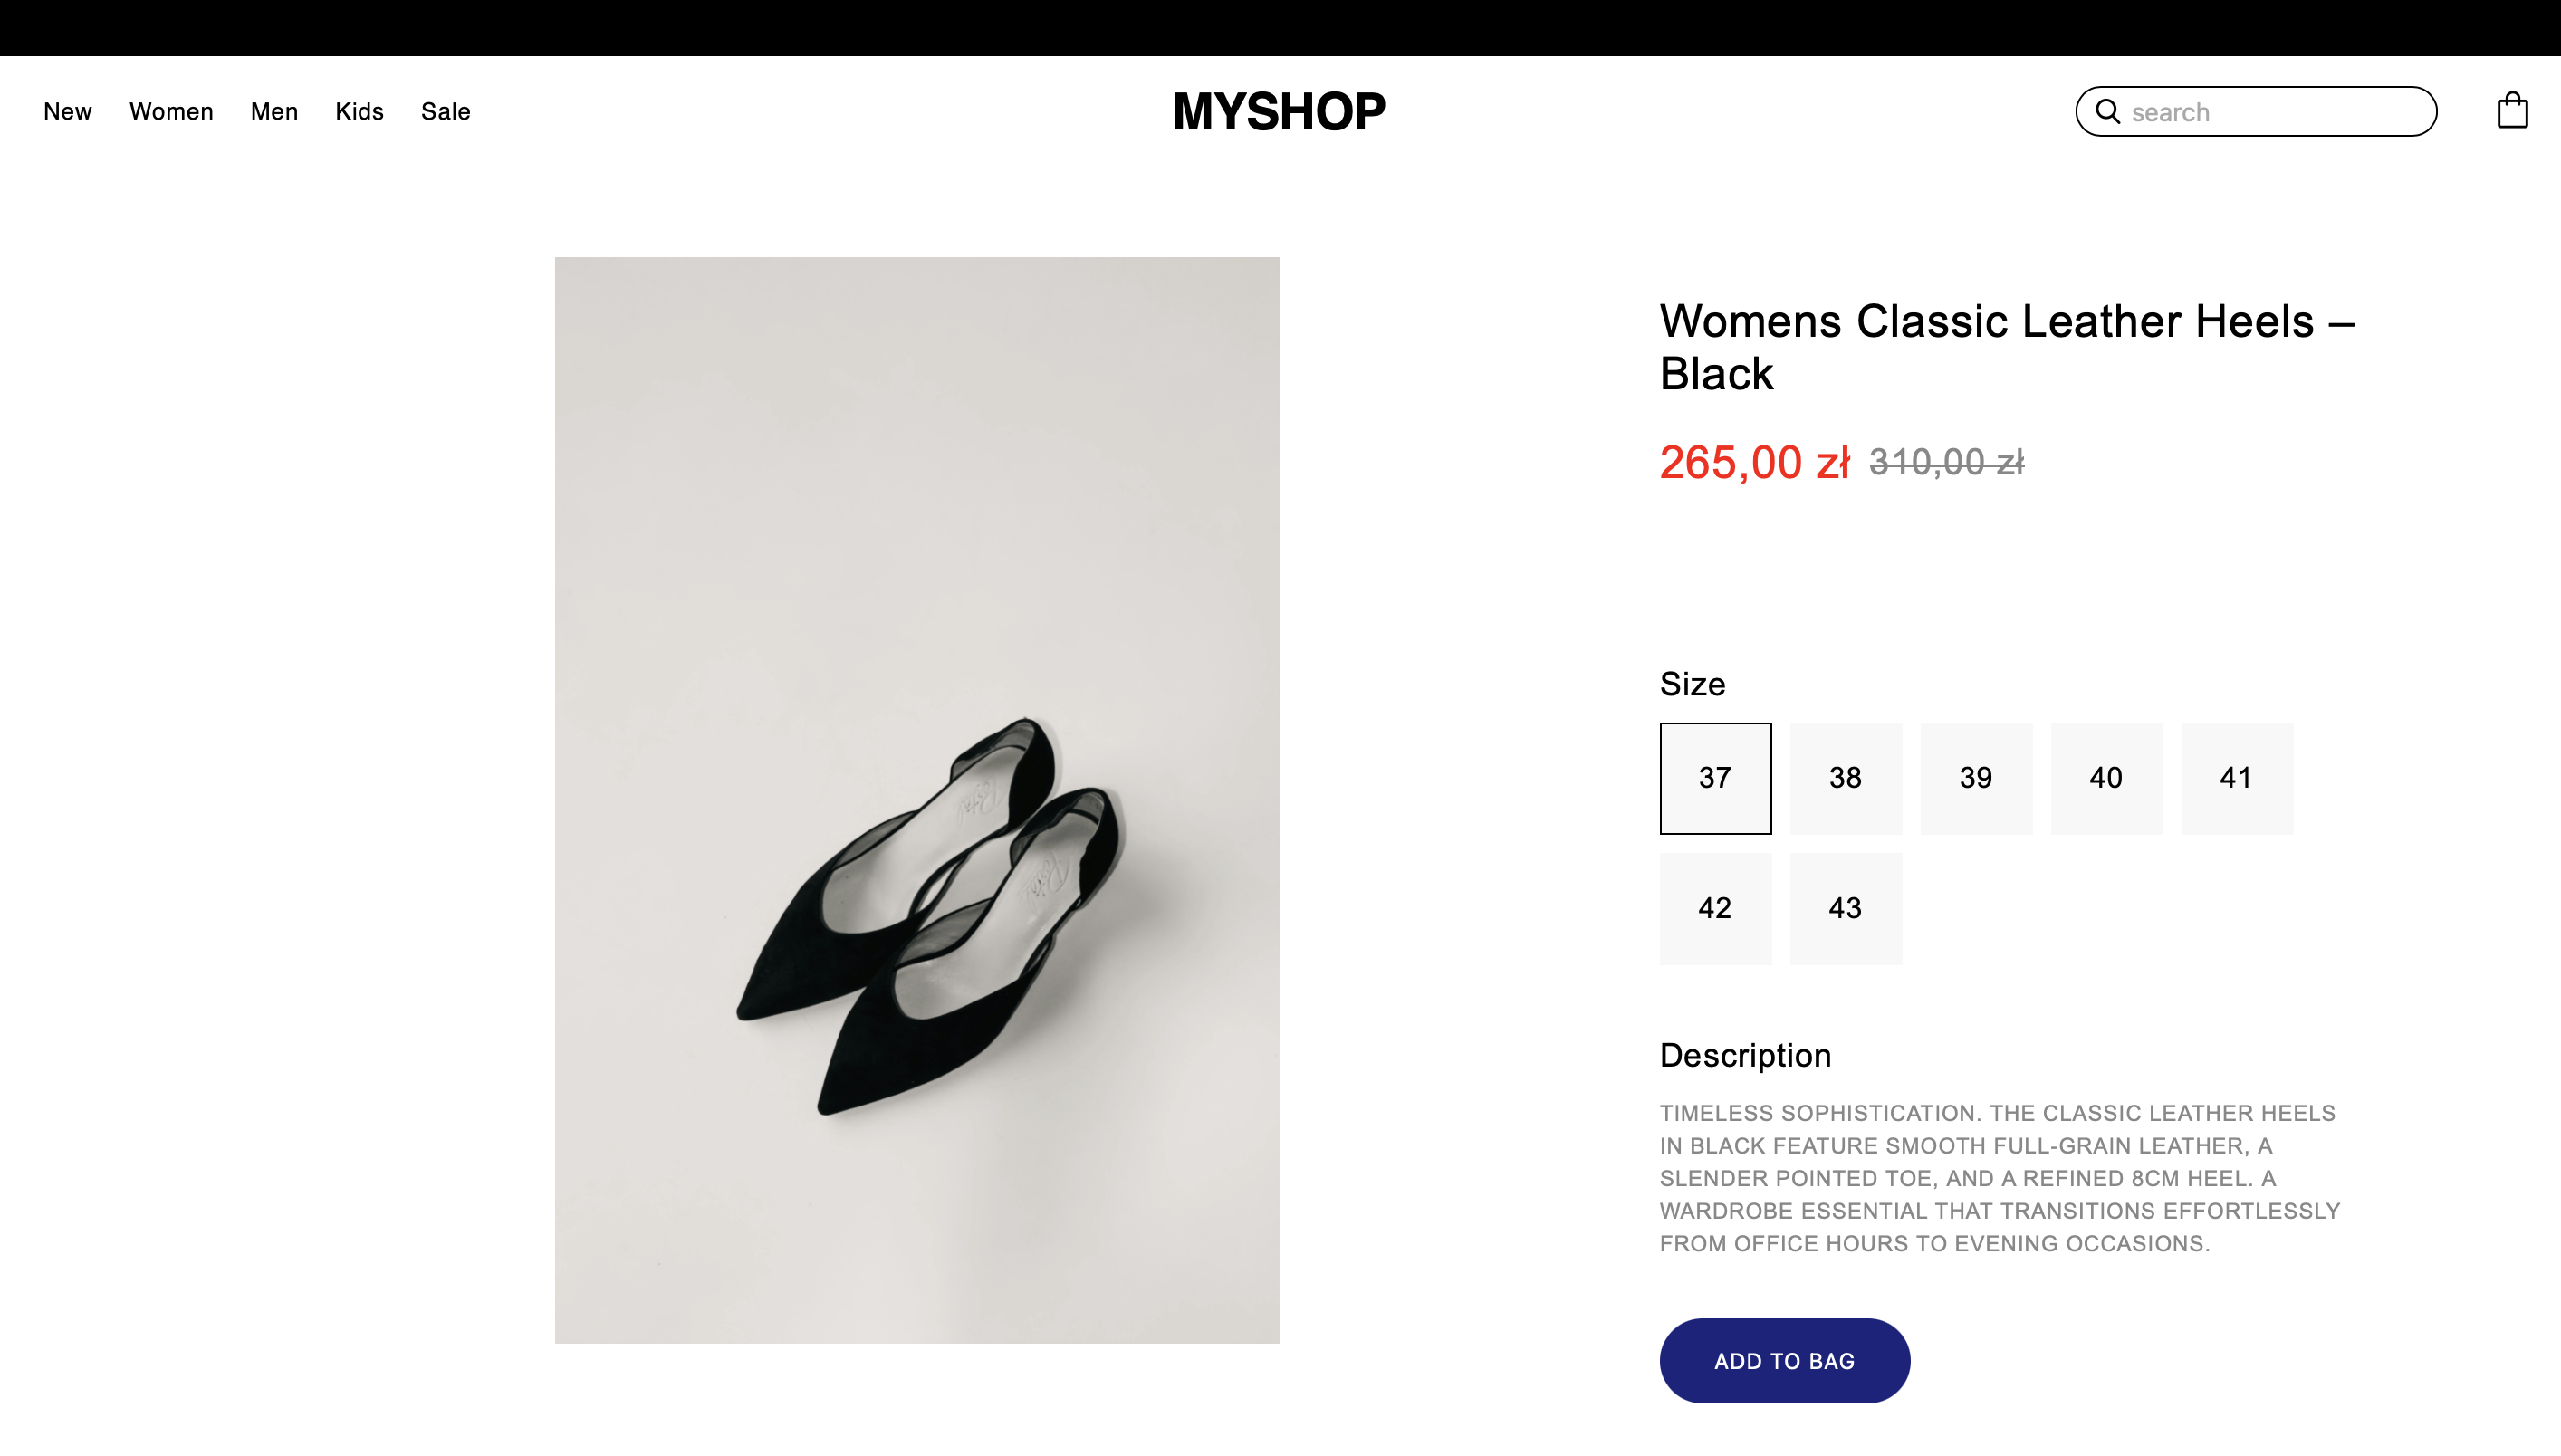 New Women Men Kids Sale MYSHOP search
Womens Classic Leather Heels –
Black
265,00 zł 310,00 zł
Size
37 38 39 40 41
42 43
Description
TIMELESS SOPHISTICATION. THE CLASSIC LEATHER HEELS
IN BLACK FEATURE SMOOTH FULL-GRAIN LEATHER, A
SLENDER POINTED TOE, AND A REFINED 8CM HEEL. A
WARDROBE ESSENTIAL THAT TRANSITIONS EFFORTLESSLY
FROM OFFICE HOURS TO EVENING OCCASIONS.
ADD TO BAG